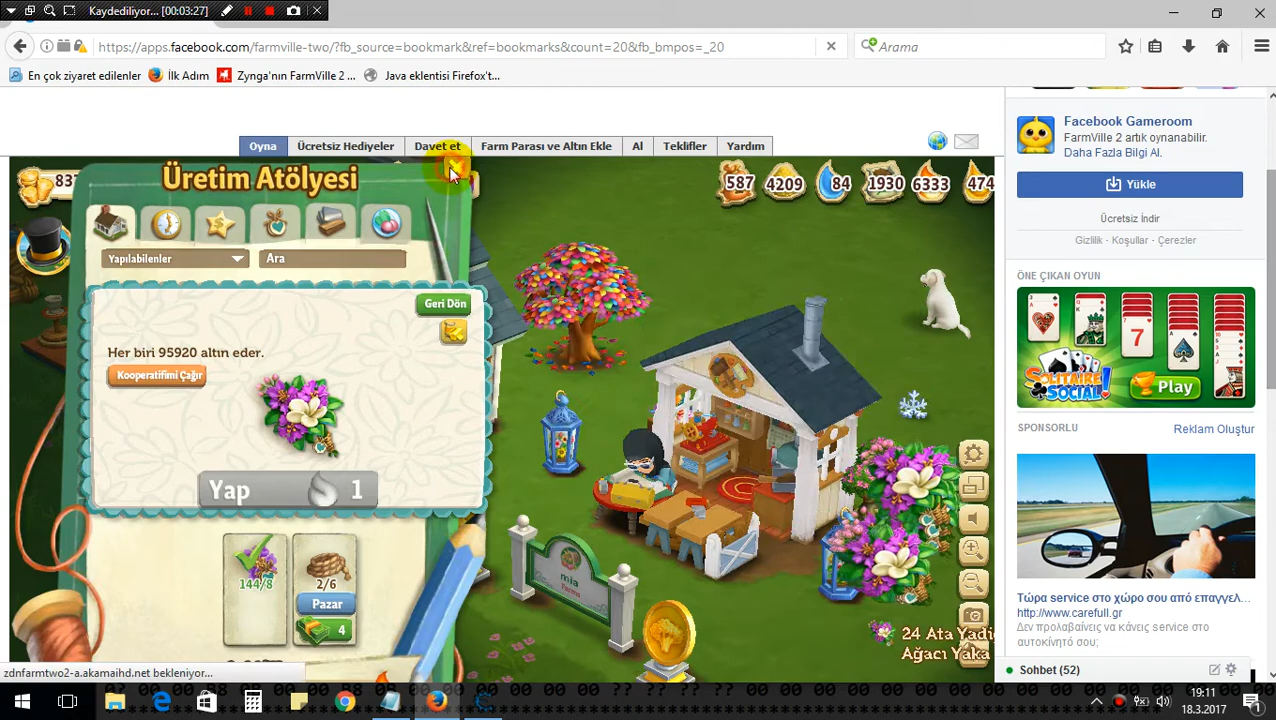 Kaydediliyor... [00:03:27]
https://apps.facebook.com/farmville-two/?fb_source=bookmark&ref=bookmarks&count=20&fb_bmpos=_20
Arama
En çok ziyaret edilenler
İlk Adım
Zynga'nın FarmVille 2 ...
Java eklentisi Firefox't...
Oyna
Ücretsiz Hediyeler
Davet et
Farm Parası ve Altın Ekle
Al
Teklifler
Yardım
Üretim Atölyesi
587
4209
84
1930
6333
474
Yapılabilenler
Ara
Geri Dön
Her biri 95920 altın eder.
Kooperatifimi Çağır
Yap 1
144/8
2/6
Pazar
4
mia
24 Ata Yadi
Ağacı Yaka
zdnfarmtwo2-a.akamaihd.net bekleniyor...
Facebook Gameroom
FarmVille 2 artık oynanabilir.
Daha Fazla Bilgi Al.
Yükle
Ücretsiz İndir
Gizlilik · Koşullar · Çerezler
ÖNE ÇIKAN OYUN
7
SOLITAIRE
SOCIAL!
Play
SPONSORLU
Reklam Oluştur
Τώρα service στο χώρο σου από επαγγελ...
http://www.carefull.gr
Δεν προλαβαίνεις να κάνεις service στο
αυτοκίνητό σου;
Sohbet (52)
19:11
18.3.2017